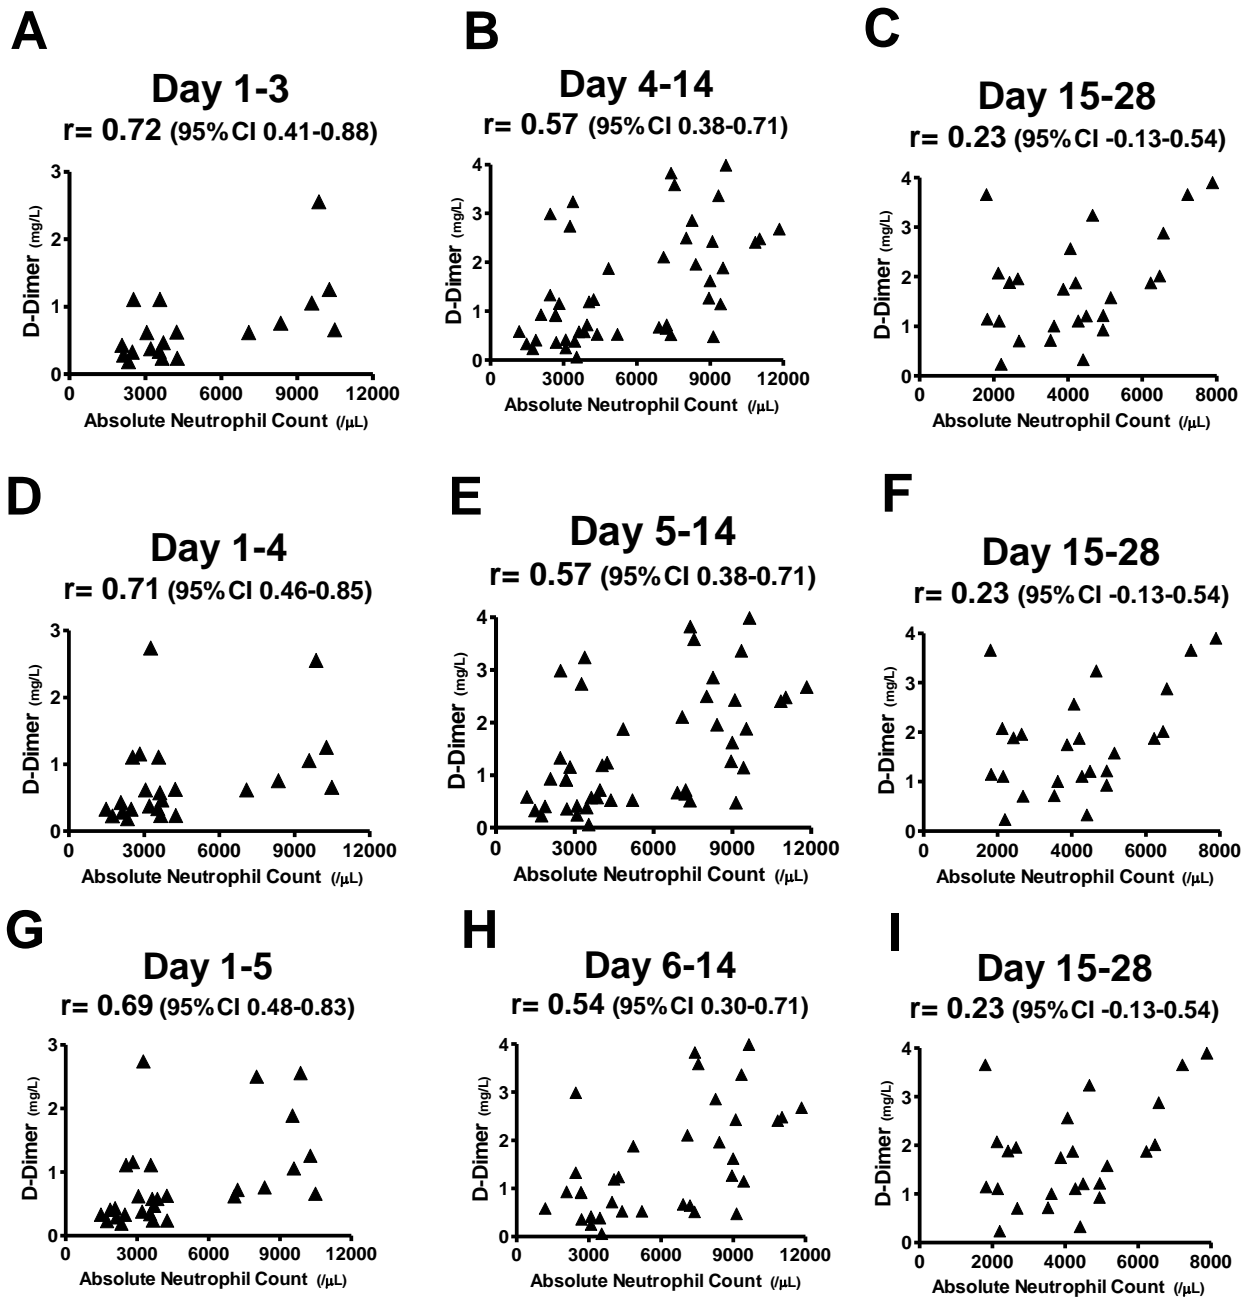 A
Day 1-3
r= 0.72 (95%CI 0.41-0.88)
D-Dimer (mg/L)
3
2
1
0
0 3000 6000 9000 12000
Absolute Neutrophil Count (/μL)
B
Day 4-14
r= 0.57 (95%CI 0.38-0.71)
D-Dimer (mg/L)
4
3
2
1
0
0 3000 6000 9000 12000
Absolute Neutrophil Count (/μL)
C
Day 15-28
r= 0.23 (95%CI -0.13-0.54)
D-Dimer (mg/L)
4
3
2
1
0
0 2000 4000 6000 8000
Absolute Neutrophil Count (/μL)
D
Day 1-4
r= 0.71 (95%CI 0.46-0.85)
D-Dimer (mg/L)
3
2
1
0
0 3000 6000 9000 12000
Absolute Neutrophil Count (/μL)
E
Day 5-14
r= 0.57 (95%CI 0.38-0.71)
D-Dimer (mg/L)
4
3
2
1
0
0 3000 6000 9000 12000
Absolute Neutrophil Count (/μL)
F
Day 15-28
r= 0.23 (95%CI -0.13-0.54)
D-Dimer (mg/L)
4
3
2
1
0
0 2000 4000 6000 8000
Absolute Neutrophil Count (/μL)
G
Day 1-5
r= 0.69 (95%CI 0.48-0.83)
D-Dimer (mg/L)
3
2
1
0
0 3000 6000 9000 12000
Absolute Neutrophil Count (/μL)
H
Day 6-14
r= 0.54 (95%CI 0.30-0.71)
D-Dimer (mg/L)
4
3
2
1
0
0 3000 6000 9000 12000
Absolute Neutrophil Count (/μL)
I
Day 15-28
r= 0.23 (95%CI -0.13-0.54)
D-Dimer (mg/L)
4
3
2
1
0
0 2000 4000 6000 8000
Absolute Neutrophil Count (/μL)